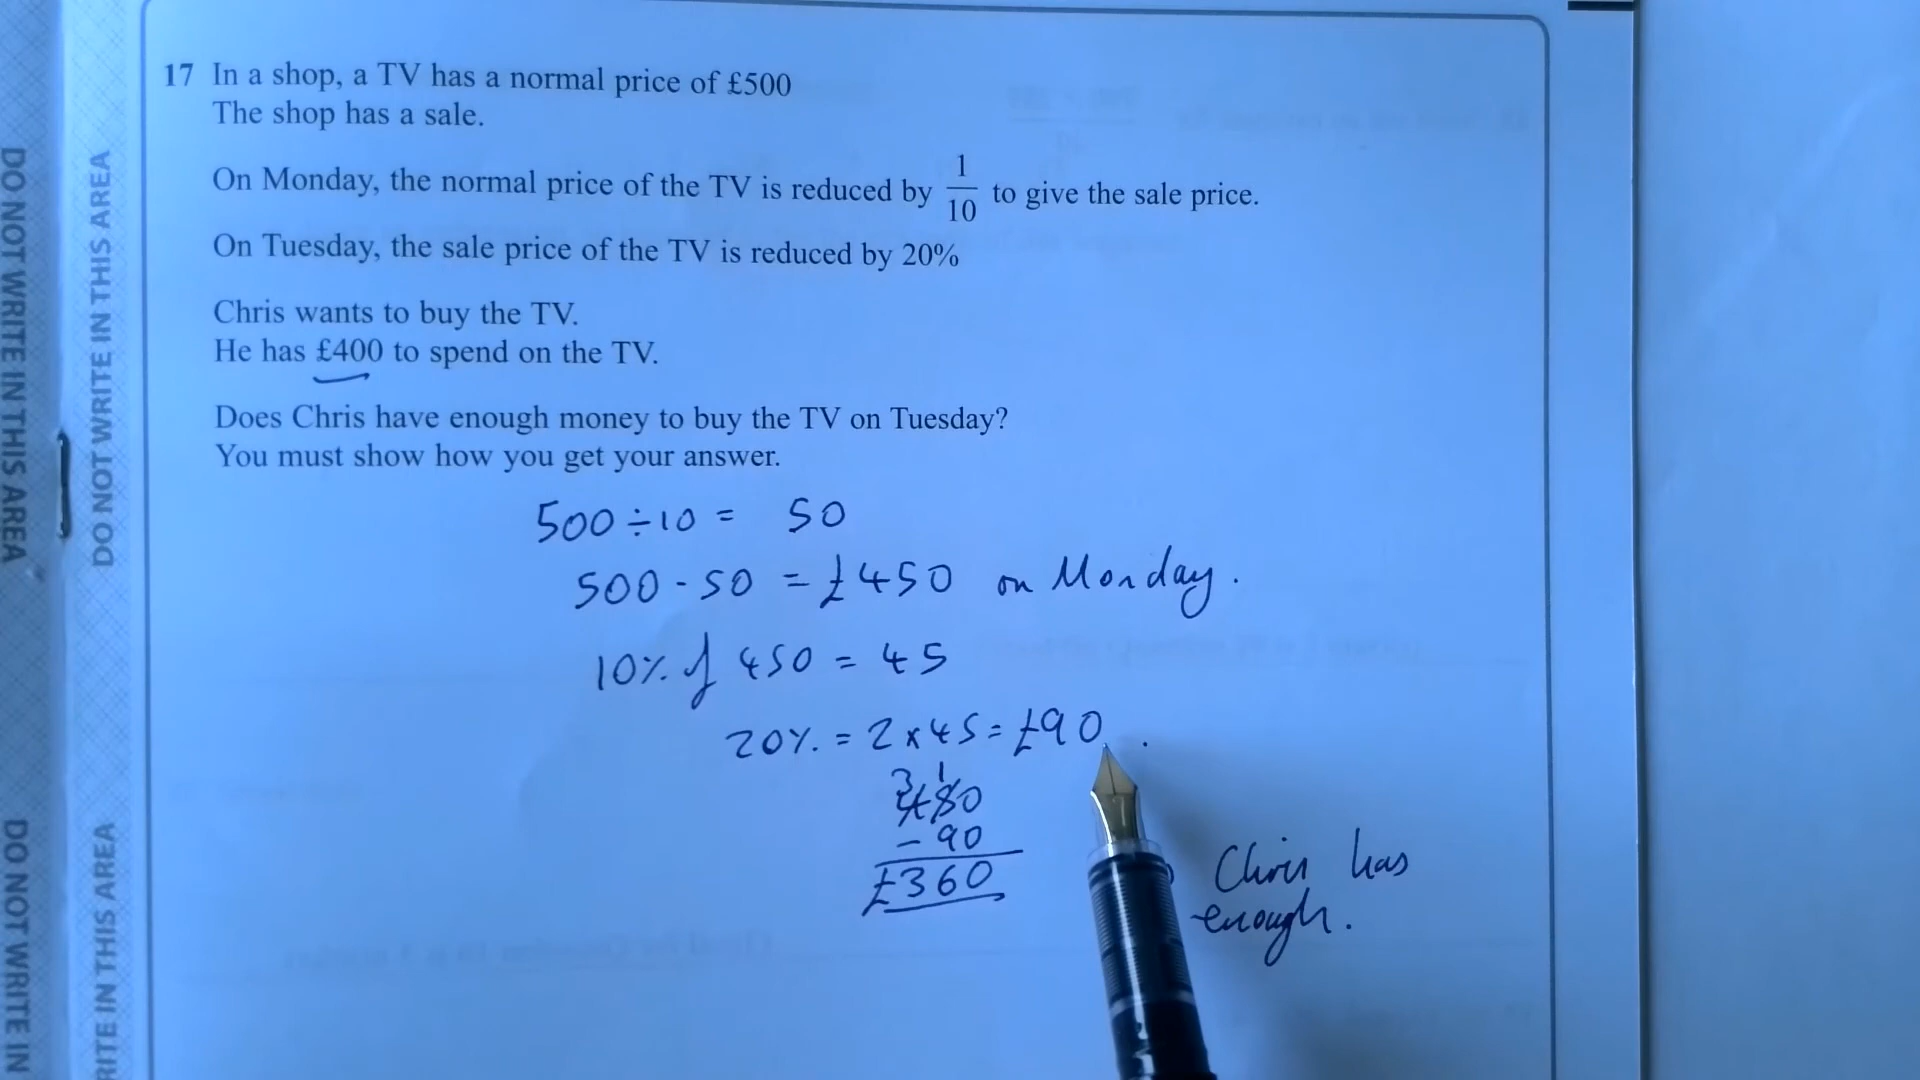 17 In a shop, a TV has a normal price of £500
The shop has a sale.
On Monday, the normal price of the TV is reduced by 1/10 to give the sale price.
On Tuesday, the sale price of the TV is reduced by 20%
Chris wants to buy the TV.
He has £400 to spend on the TV.
Does Chris have enough money to buy the TV on Tuesday?
You must show how you get your answer.
500 ÷ 10 = 50
500 - 50 = £450 on Monday.
10% of 450 = 45
20% = 2 × 45 = £90
3 1
450
- 90
£360
Chris has
enough.
DO NOT WRITE IN THIS AREA
DO NOT WRITE IN THIS AREA
DO NOT WRITE IN
RITE IN THIS AREA